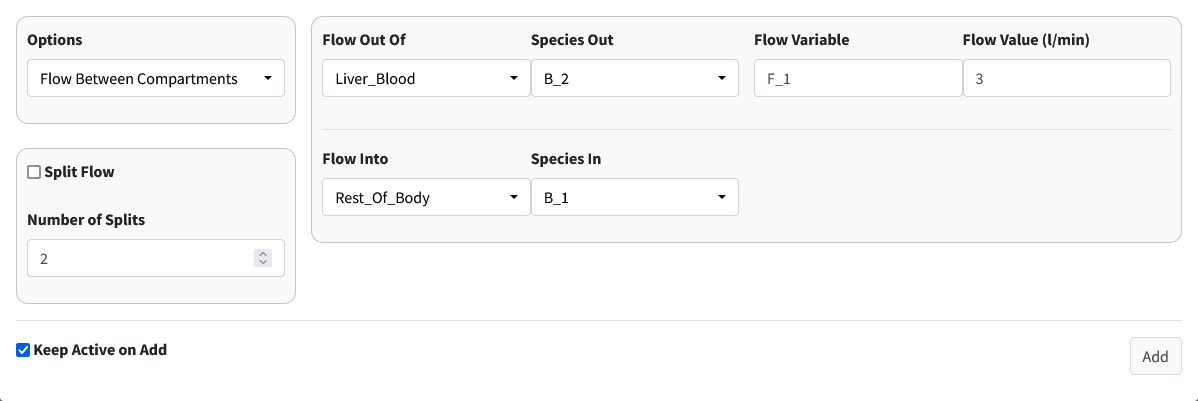 Options
Flow Between Compartments
Split Flow
Number of Splits
2
Flow Out Of Species Out Flow Variable Flow Value (l/min)
Liver_Blood B_2 F_1 3
Flow Into Species In
Rest_Of_Body B_1
Keep Active on Add
Add